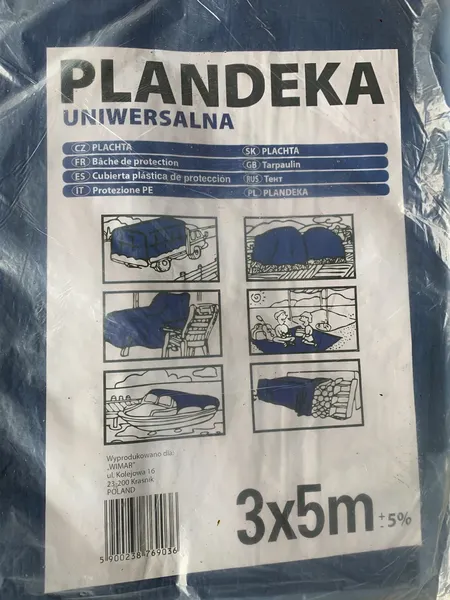 PLANDEKA
UNIWERSALNA
CZ PLACHTA
SK PLACHTA
FR Bâche de protection
GB Tarpaulin
ES Cubierta plástica de protección
RUS Тент
IT Protezione PE
PL PLANDEKA
Wyprodukowano dla:
„WIMAR"
ul. Kolejowa 16
23-200 Kraśnik
POLAND
3x5m +- 5%
5 900238 769036